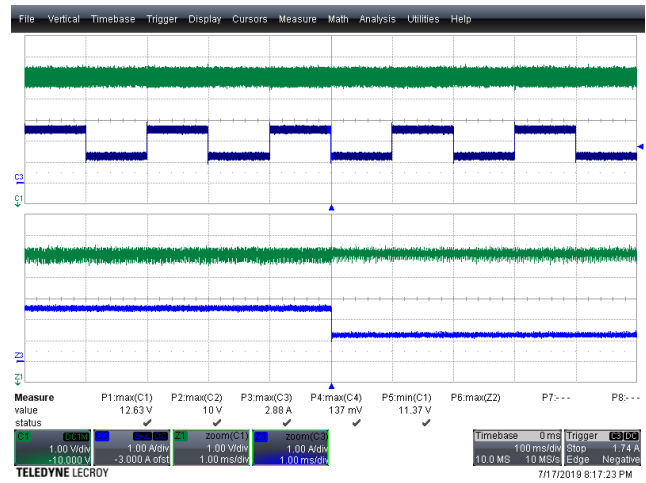 File Vertical Timebase Trigger Display Cursors Measure Math Analysis Utilities Help
C3
C1
Z3
Z1
Measure P1:max(C1) P2:max(C2) P3:max(C3) P4:max(C4) P5:min(C1) P6:max(Z2) P7:- - - P8:- - -
value 12.63 V 10 V 2.88 A 137 mV 11.37 V
status
C1 DC1M
1.00 V/div
-10.000 V
1.00 A/div
-3.000 A ofst
Z1 zoom(C1)
1.00 V/div
1.00 ms/div
zoom(C3)
1.00 A/div
1.00 ms/div
Timebase 0 ms
100 ms/div
10.0 MS 10 MS/s
Trigger C3 DC
Stop 1.74 A
Edge Negative
TELEDYNE LECROY
7/17/2019 8:17:23 PM